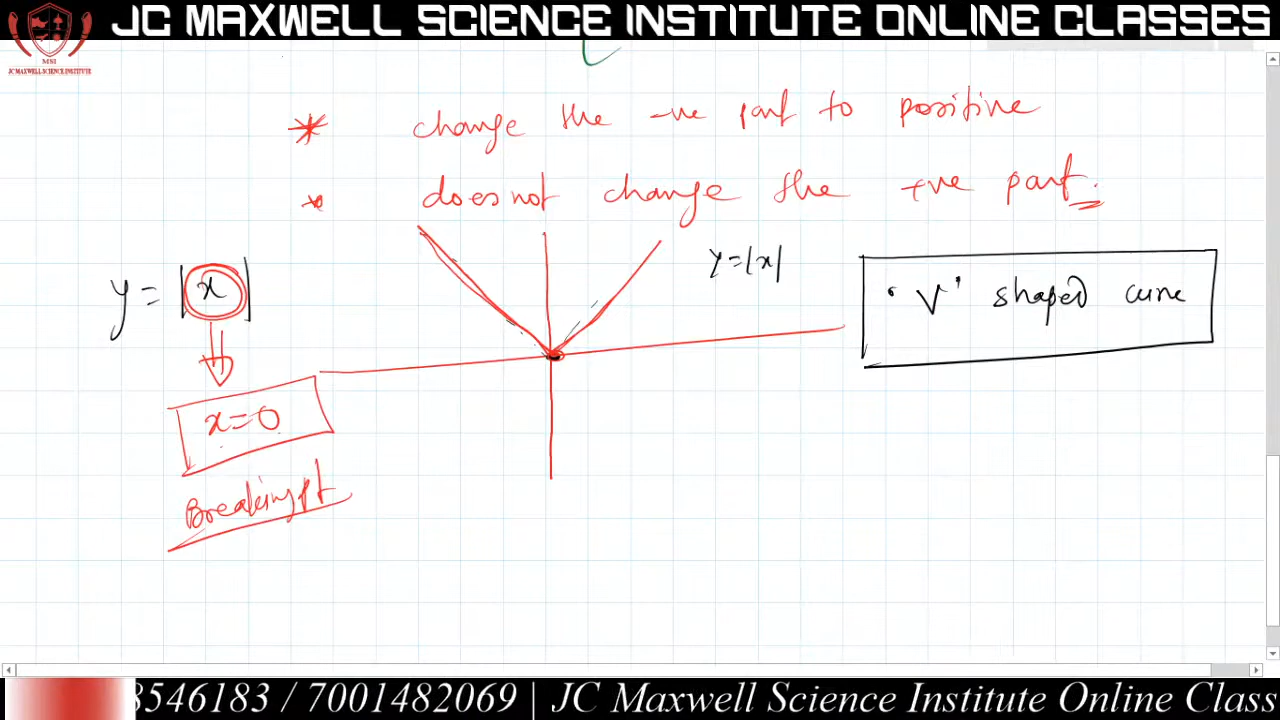 JC MAXWELL SCIENCE INSTITUTE ONLINE CLASSES
MSI
JC MAXWELL SCIENCE INSTITUTE
* change the -ve part to positive
* does not change the +ve part.
y = |x|
y=|x|
'V' shaped curve
x=0
Breaking pt
8546183 / 7001482069 | JC Maxwell Science Institute Online Class